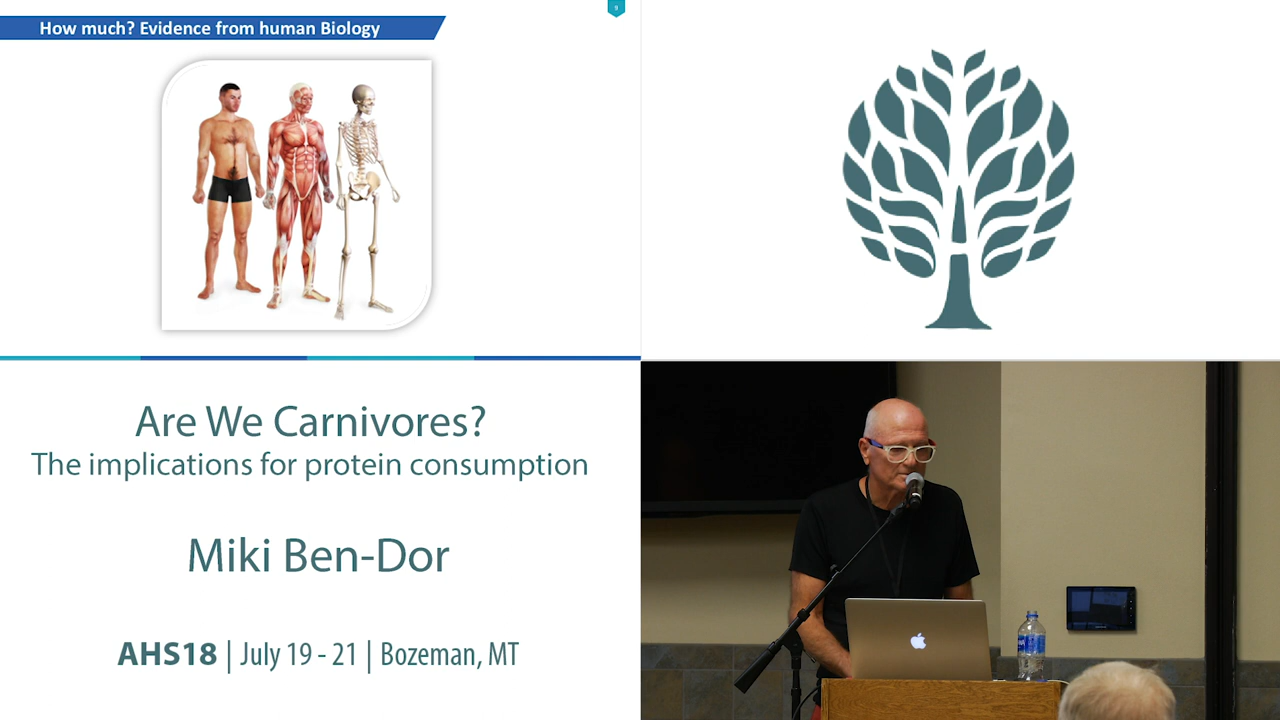 How much? Evidence from human Biology
9
Are We Carnivores?
The implications for protein consumption
Miki Ben-Dor
AHS18 | July 19 - 21 | Bozeman, MT